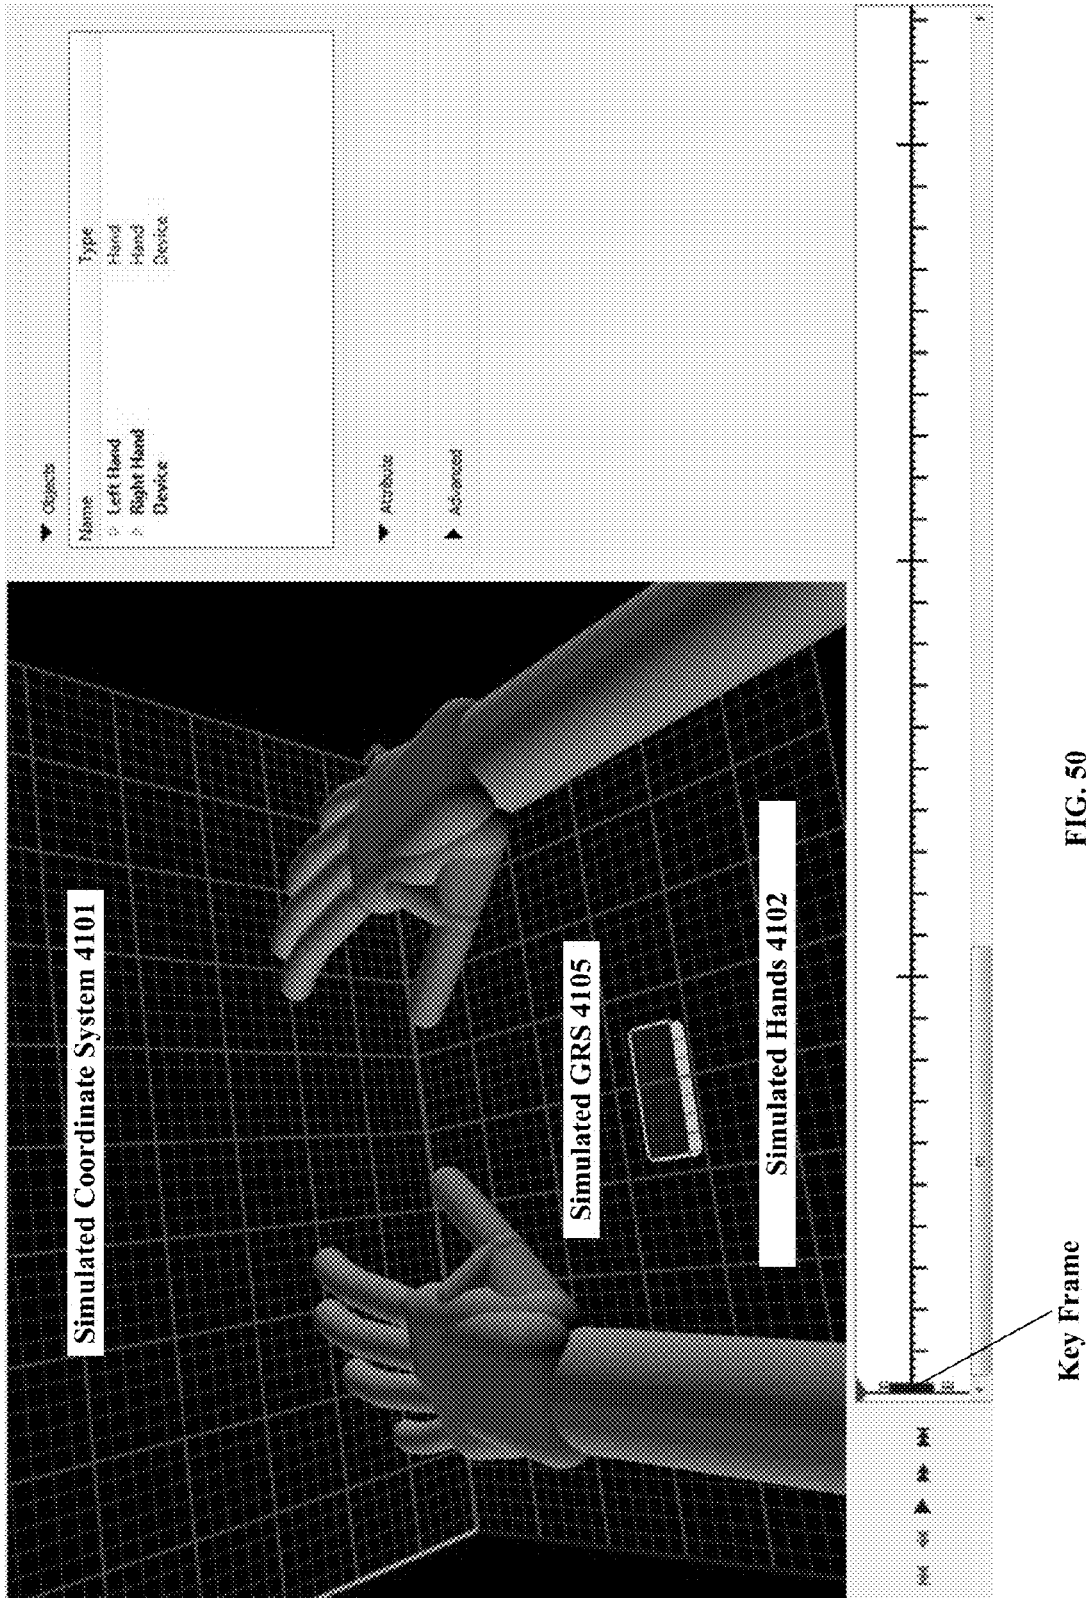 Simulated Coordinate System 4101
Simulated GRS 4105
Simulated Hands 4102
Objects
Name Type
Left Hand Hand
Right Hand Hand
Device Device
Attribute
Advanced
Key Frame
FIG. 50